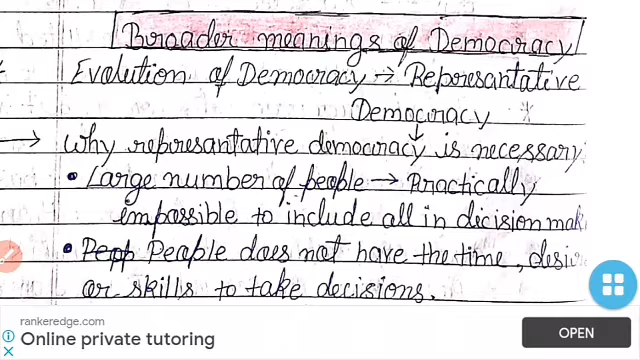 Broader meanings of Democracy
Evolution of Democracy → Represantative
Democracy
→ Why represantative democracy is necessary
• Large number of people → Practically
impossible to include all in decision mak
• People does not have the time, desir
or skills to take decisions.
rankeredge.com
Online private tutoring
OPEN